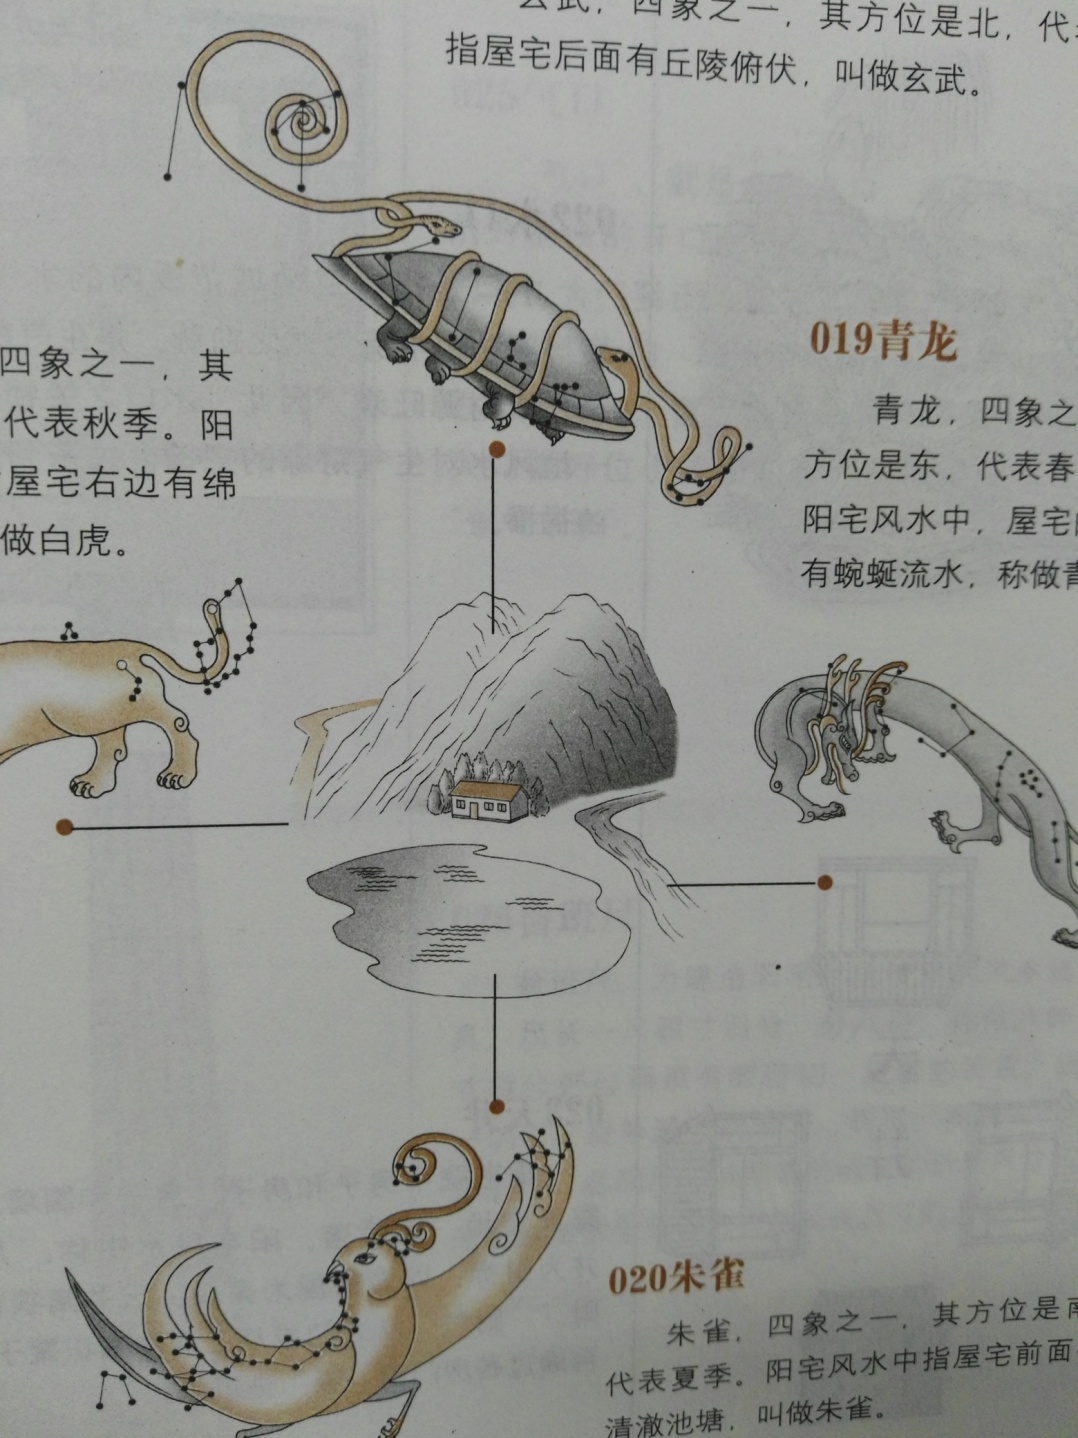 玄武，四象之一，其方位是北，代
指屋宅后面有丘陵俯伏，叫做玄武。
四象之一，其
代表秋季。阳
屋宅右边有绵
做白虎。
019青龙
青龙，四象之
方位是东，代表春
阳宅风水中，屋宅
有蜿蜒流水，称做青
020朱雀
朱雀，四象之一，其方位是南
代表夏季。阳宅风水中指屋宅前面
清澈池塘，叫做朱雀。